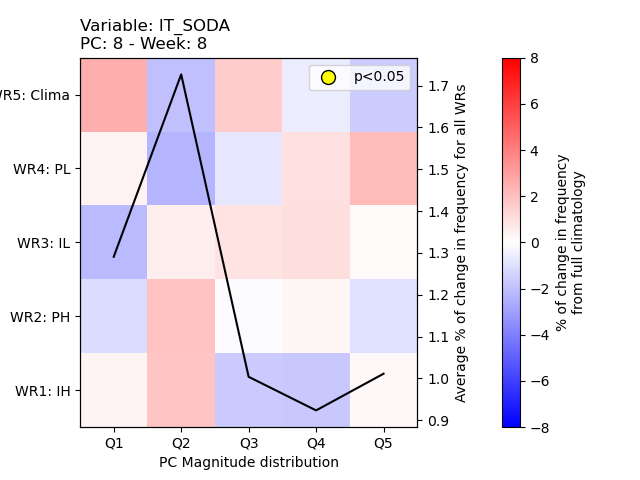 Variable: IT_SODA
PC: 8 - Week: 8
WR5: Clima
WR4: PL
WR3: IL
WR2: PH
WR1: IH
p<0.05
1.7
1.6
1.5
1.4
1.3
1.2
1.1
1.0
0.9
Average % of change in frequency for all WRs
8
6
4
2
0
−2
−4
−6
−8
% of change in frequency
from full climatology
Q1 Q2 Q3 Q4 Q5
PC Magnitude distribution